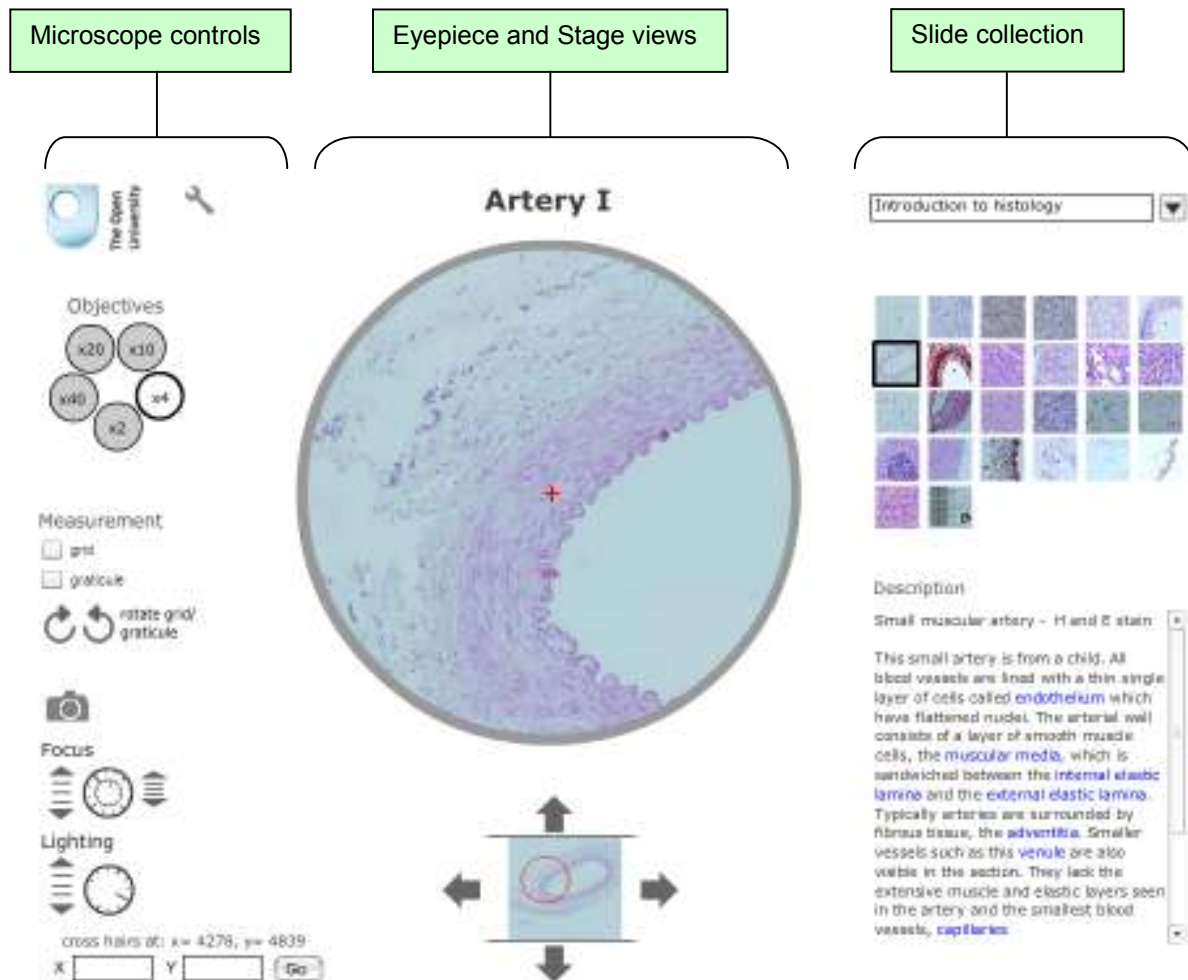 Microscope controls
Eyepiece and Stage views
Slide collection
The Open
University
Artery I
Introduction to histology
Objectives
x20
x10
x40
x4
x2
Measurement
grid
graticule
rotate grid/
graticule
Focus
Lighting
cross hairs at: x= 4278, y= 4839
X
Y
Go
Description
Small muscular artery - H and E stain
This small artery is from a child. All
blood vessels are lined with a thin single
layer of cells called endothelium which
have flattened nuclei. The arterial wall
consists of a layer of smooth muscle
cells, the muscular media, which is
sandwiched between the internal elastic
lamina and the external elastic lamina.
Typically arteries are surrounded by
fibrous tissue, the adventitia. Smaller
vessels such as this venule are also
visible in the section. They lack the
extensive muscle and elastic layers seen
in the artery and the smallest blood
vessels, capillaries